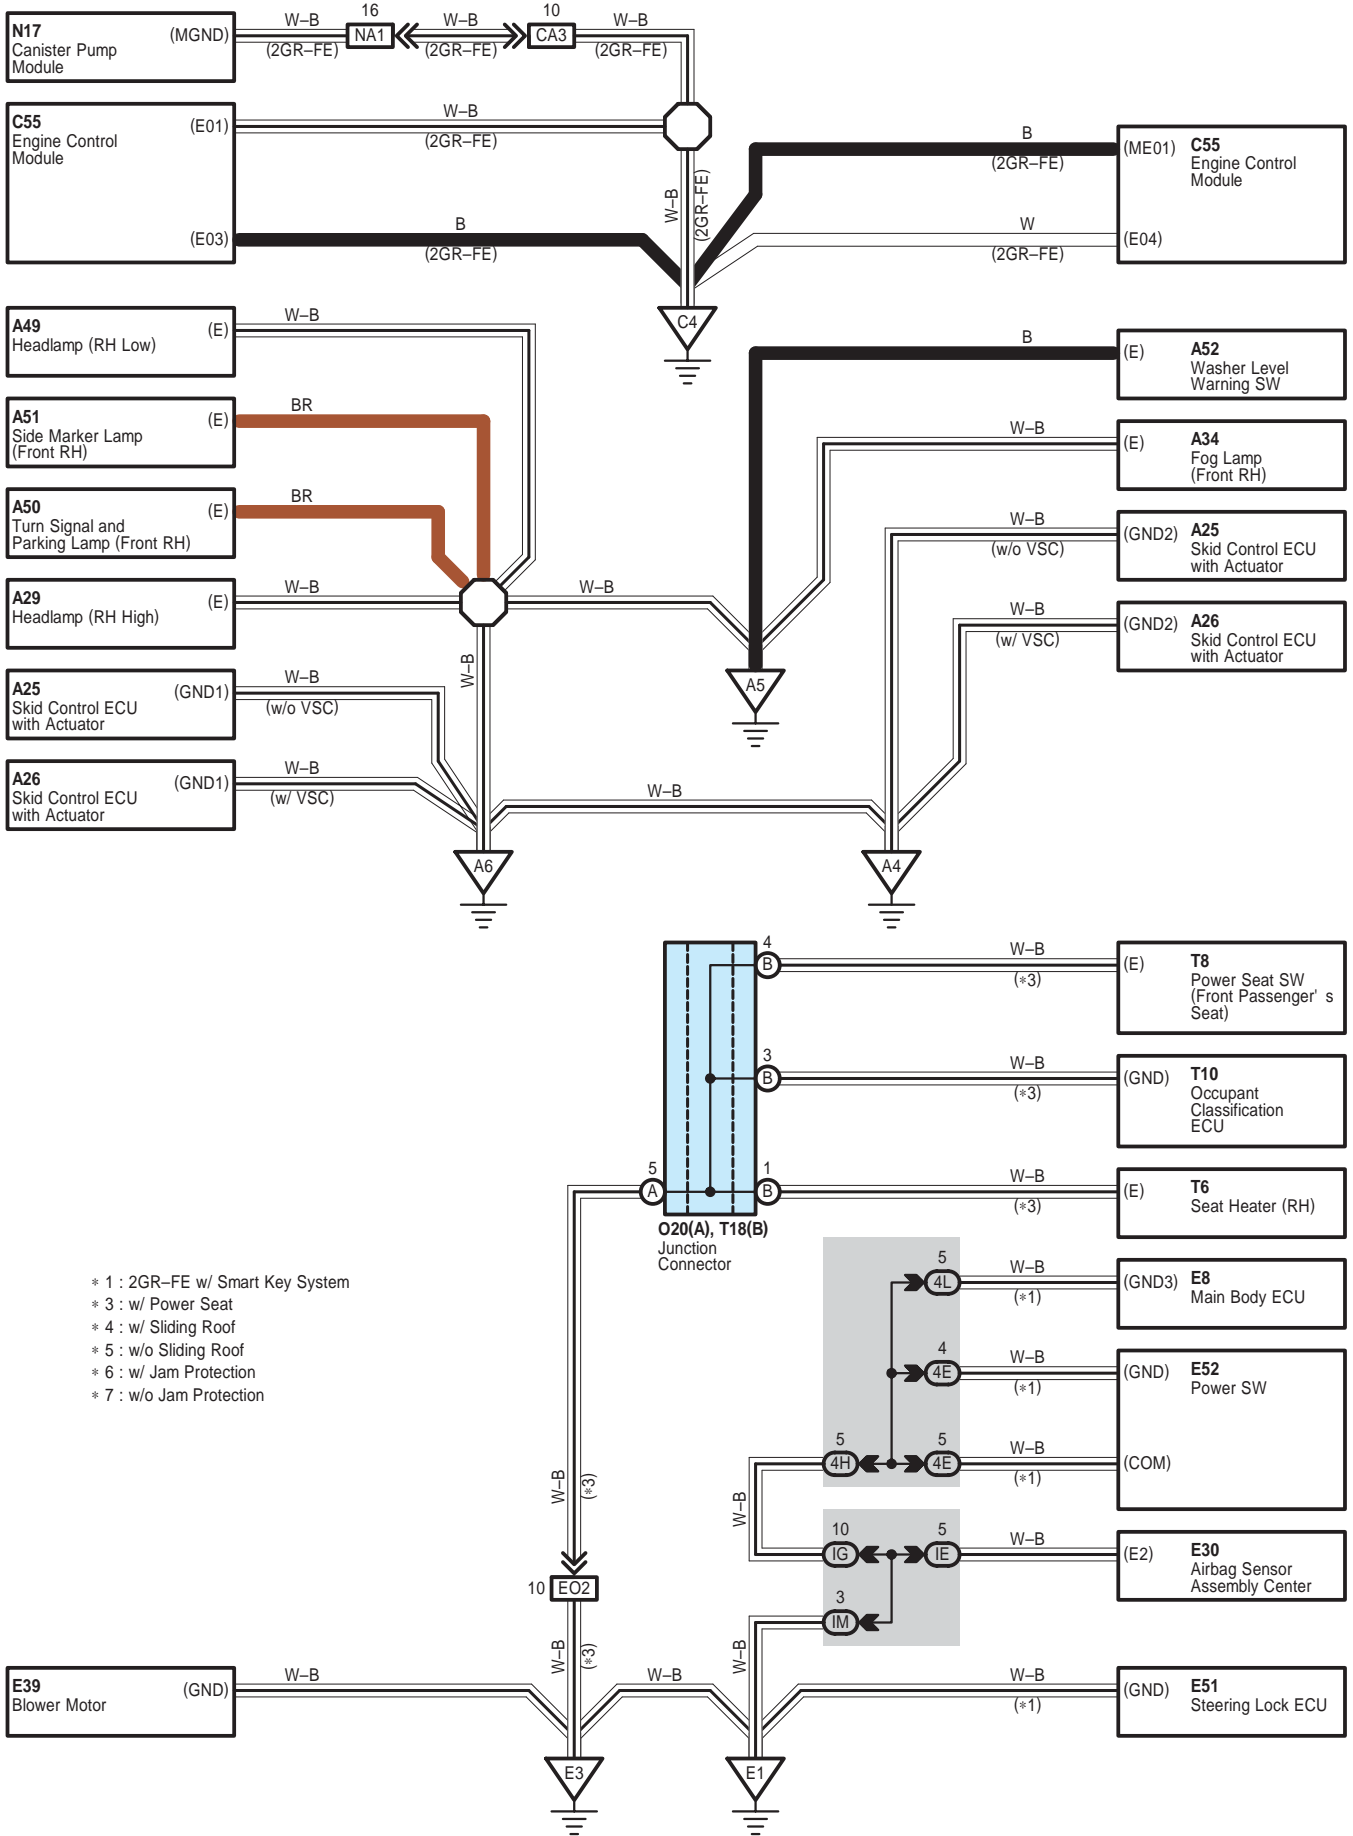 N17
Canister Pump
Module
(MGND)
W–B
(2GR–FE)
16
NA1
W–B
(2GR–FE)
10
CA3
W–B
(2GR–FE)
C55
Engine Control
Module
(E01)
W–B
(2GR–FE)
(E03)
B
(2GR–FE)
W–B
(2GR–FE)
B
(2GR–FE)
(ME01)
C55
Engine Control
Module
W
(2GR–FE)
(E04)
C4
A49
Headlamp (RH Low)
(E)
W–B
A51
Side Marker Lamp
(Front RH)
(E)
BR
A50
Turn Signal and
Parking Lamp (Front RH)
(E)
BR
A29
Headlamp (RH High)
(E)
W–B
W–B
W–B
A25
Skid Control ECU
with Actuator
(GND1)
W–B
(w/o VSC)
A26
Skid Control ECU
with Actuator
(GND1)
W–B
(w/ VSC)
W–B
B
(E)
A52
Washer Level
Warning SW
W–B
(E)
A34
Fog Lamp
(Front RH)
W–B
(w/o VSC)
(GND2)
A25
Skid Control ECU
with Actuator
W–B
(w/ VSC)
(GND2)
A26
Skid Control ECU
with Actuator
A5
A6
A4
4
B
W–B
(∗3)
(E)
T8
Power Seat SW
(Front Passenger’ s
Seat)
3
B
W–B
(∗3)
(GND)
T10
Occupant
Classification
ECU
5
A
1
B
W–B
(∗3)
(E)
T6
Seat Heater (RH)
O20(A), T18(B)
Junction
Connector
∗ 1 : 2GR–FE w/ Smart Key System
∗ 3 : w/ Power Seat
∗ 4 : w/ Sliding Roof
∗ 5 : w/o Sliding Roof
∗ 6 : w/ Jam Protection
∗ 7 : w/o Jam Protection
5
4L
W–B
(∗1)
(GND3)
E8
Main Body ECU
4
4E
W–B
(∗1)
(GND)
E52
Power SW
5
4H
5
4E
W–B
(∗1)
(COM)
W–B
(∗3)
W–B
10
IG
5
IE
W–B
(E2)
E30
Airbag Sensor
Assembly Center
10
EO2
3
IM
W–B
(∗3)
W–B
E39
Blower Motor
(GND)
W–B
W–B
W–B
(∗1)
(GND)
E51
Steering Lock ECU
E3
E1